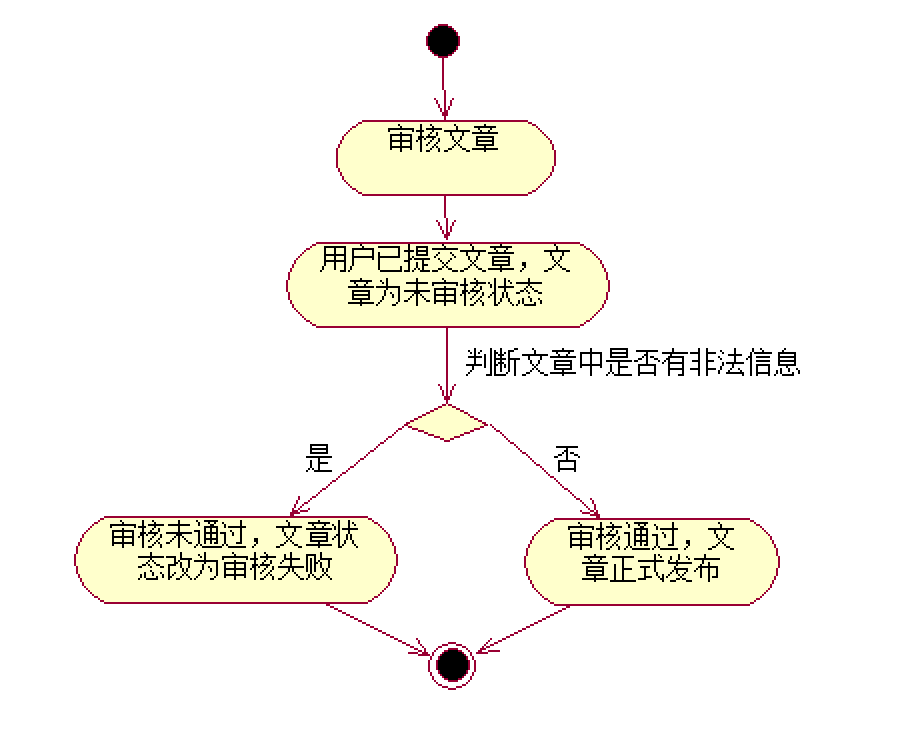 审核文章
用户已提交文章，文
章为未审核状态
判断文章中是否有非法信息
是
否
审核未通过，文章状
态改为审核失败
审核通过，文
章正式发布